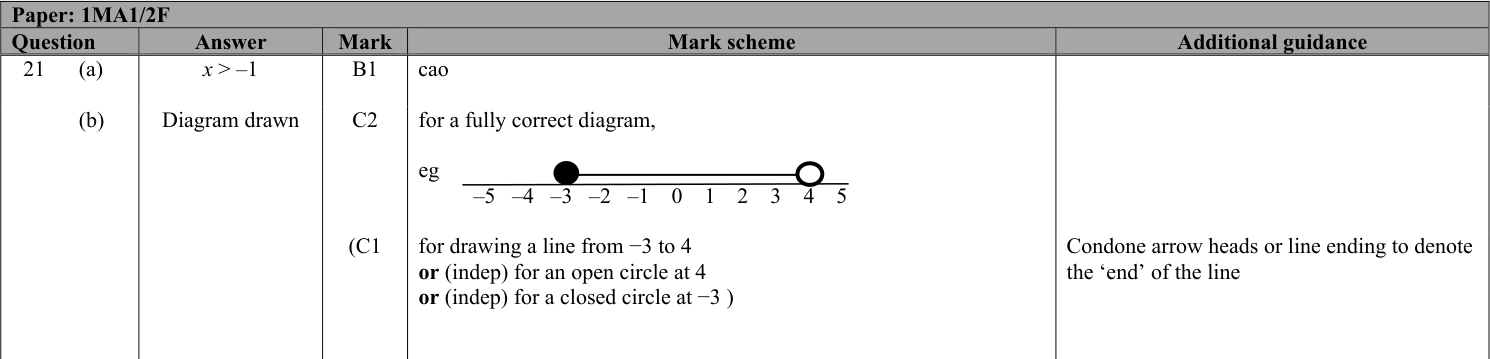 Paper: 1MA1/2F
Question Answer Mark Mark scheme Additional guidance
21 (a) x > –1 B1 cao
(b) Diagram drawn C2 for a fully correct diagram,
eg
–5 –4 –3 –2 –1 0 1 2 3 4 5
(C1 for drawing a line from −3 to 4 Condone arrow heads or line ending to denote
or (indep) for an open circle at 4 the ‘end’ of the line
or (indep) for a closed circle at −3 )